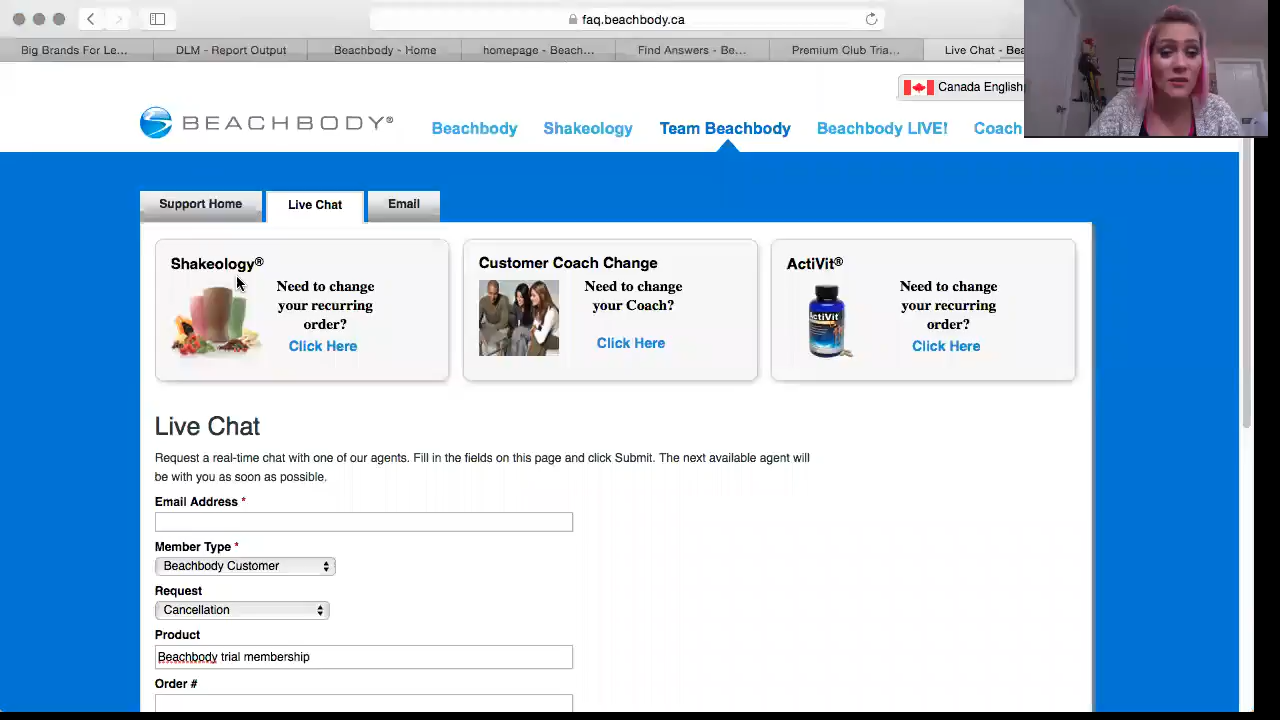 faq.beachbody.ca
Big Brands For Le...
DLM - Report Output
Beachbody - Home
homepage - Beach...
Find Answers - Be...
Premium Club Tria...
Live Chat - Bea
Canada English
BEACHBODY®
Beachbody
Shakeology
Team Beachbody
Beachbody LIVE!
Coach
Support Home
Live Chat
Email
Shakeology®
Need to change
your recurring
order?
Click Here
Customer Coach Change
Need to change
your Coach?
Click Here
ActiVit®
ActiVit
Need to change
your recurring
order?
Click Here
Live Chat
Request a real-time chat with one of our agents. Fill in the fields on this page and click Submit. The next available agent will
be with you as soon as possible.
Email Address *
Member Type *
Beachbody Customer
Request
Cancellation
Product
Beachbody trial membership
Order #